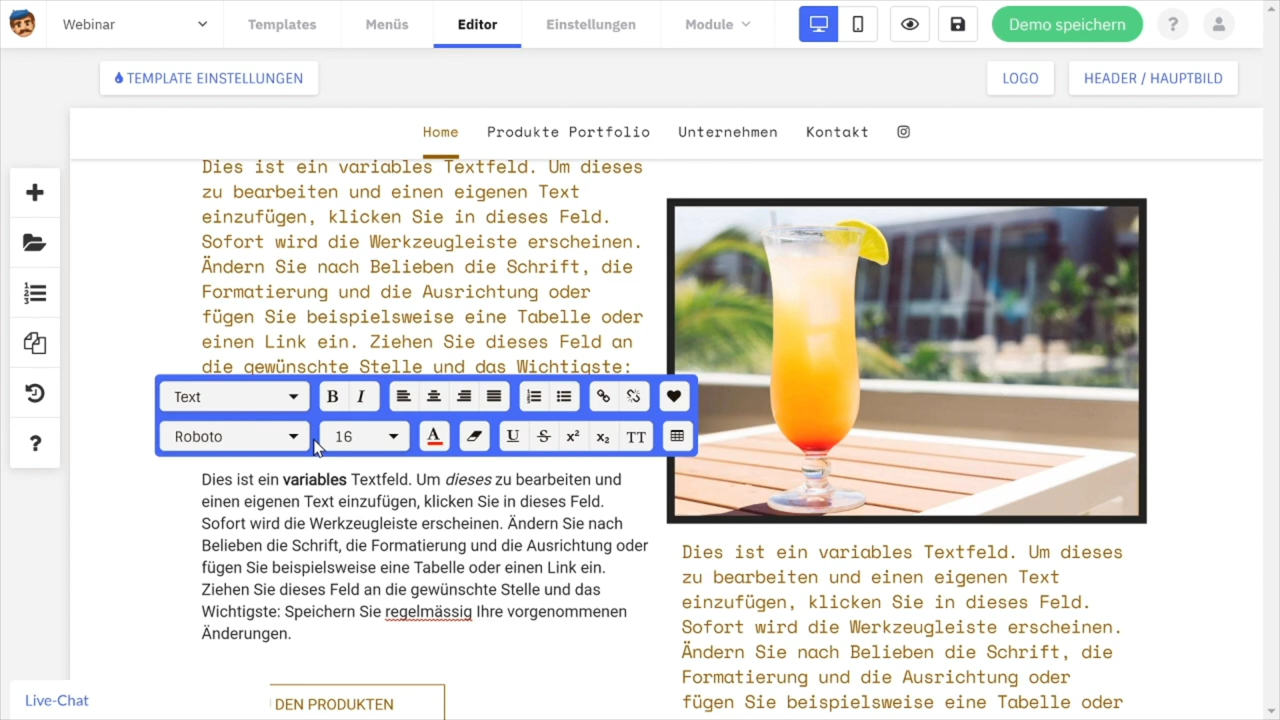 Webinar
Templates
Menüs
Editor
Einstellungen
Module
Demo speichern
?
TEMPLATE EINSTELLUNGEN
LOGO
HEADER / HAUPTBILD
Home
Produkte Portfolio
Unternehmen
Kontakt
Dies ist ein variables Textfeld. Um dieses
zu bearbeiten und einen eigenen Text
einzufügen, klicken Sie in dieses Feld.
Sofort wird die Werkzeugleiste erscheinen.
Ändern Sie nach Belieben die Schrift, die
Formatierung und die Ausrichtung oder
fügen Sie beispielsweise eine Tabelle oder
einen Link ein. Ziehen Sie dieses Feld an
die gewünschte Stelle und das Wichtigste:
Text
B I
Roboto
16
A
U S x² x₂ TT
Dies ist ein variables Textfeld. Um dieses zu bearbeiten und
einen eigenen Text einzufügen, klicken Sie in dieses Feld.
Sofort wird die Werkzeugleiste erscheinen. Ändern Sie nach
Belieben die Schrift, die Formatierung und die Ausrichtung oder
fügen Sie beispielsweise eine Tabelle oder einen Link ein.
Ziehen Sie dieses Feld an die gewünschte Stelle und das
Wichtigste: Speichern Sie regelmässig Ihre vorgenommenen
Änderungen.
DEN PRODUKTEN
Dies ist ein variables Textfeld. Um dieses
zu bearbeiten und einen eigenen Text
einzufügen, klicken Sie in dieses Feld.
Sofort wird die Werkzeugleiste erscheinen.
Ändern Sie nach Belieben die Schrift, die
Formatierung und die Ausrichtung oder
fügen Sie beispielsweise eine Tabelle oder
?
Live-Chat